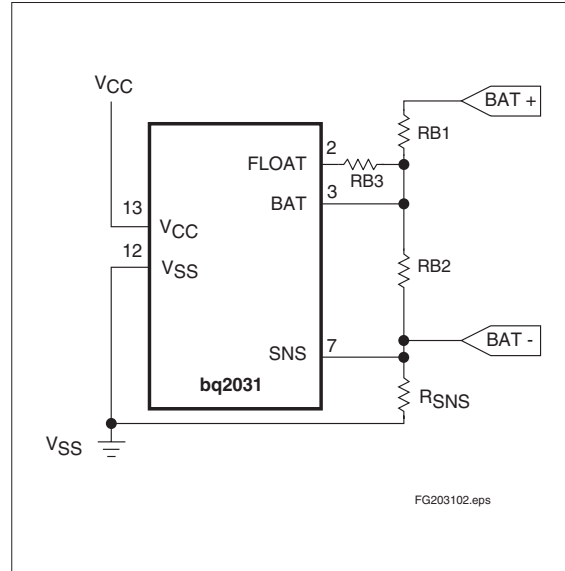 VCC
BAT +
RB1
2
FLOAT
RB3
3
BAT
13
VCC
12
VSS
RB2
BAT -
7
SNS
bq2031
RSNS
VSS
FG203102.eps